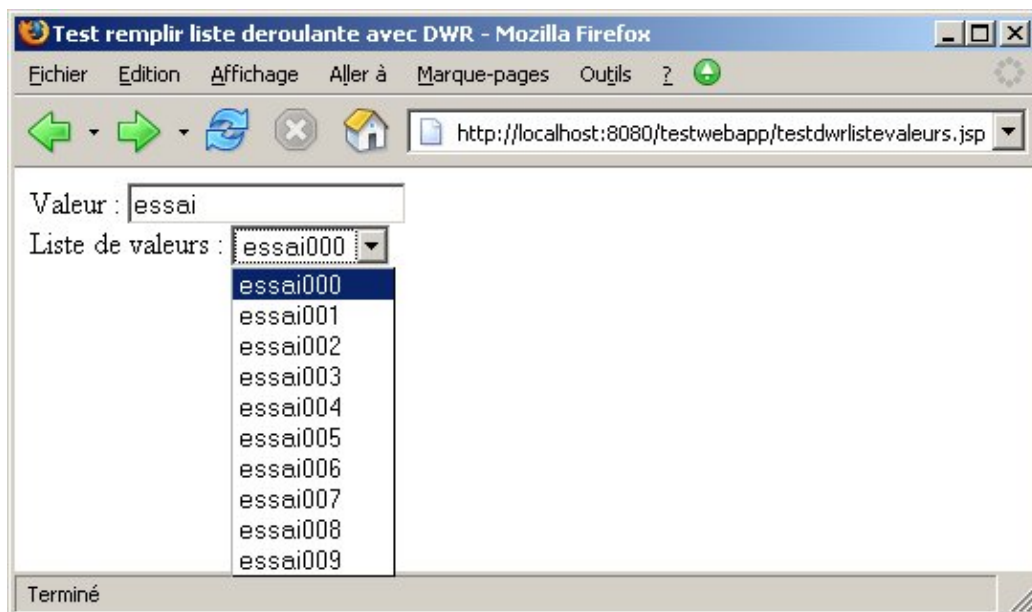 Test remplir liste deroulante avec DWR - Mozilla Firefox
Fichier Edition Affichage Aller à Marque-pages Outils ?
http://localhost:8080/testwebapp/testdwrlistevaleurs.jsp
Valeur : essai
Liste de valeurs : essai000
essai000
essai001
essai002
essai003
essai004
essai005
essai006
essai007
essai008
essai009
Terminé